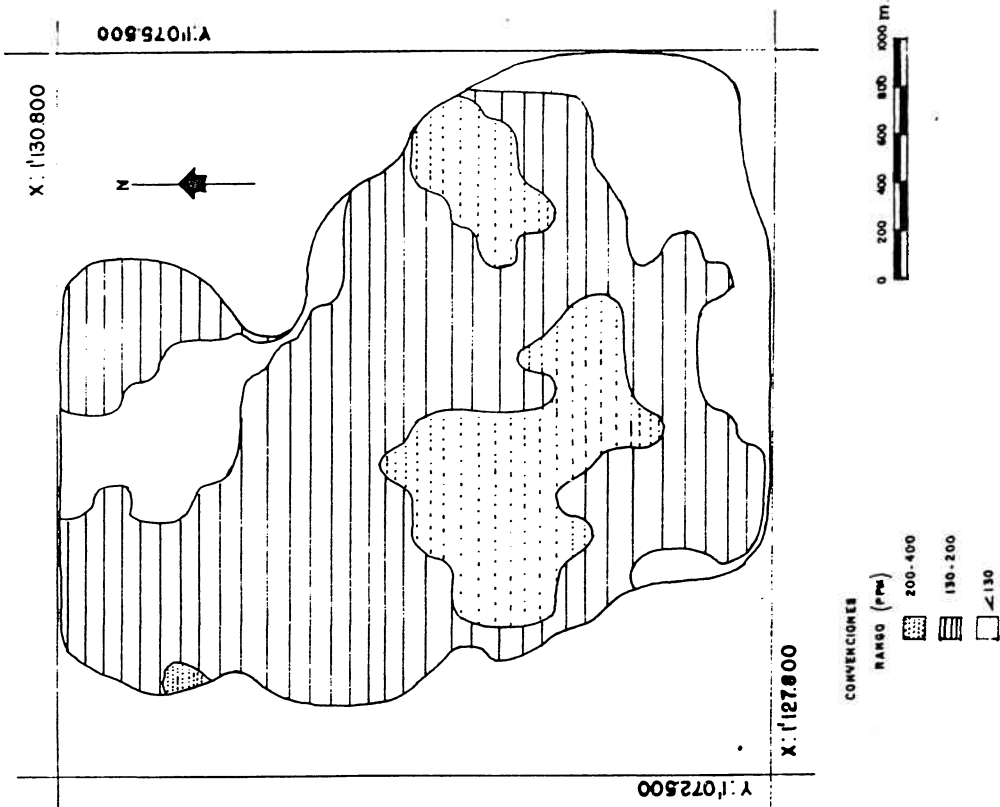 Y: 1'075.500
X: 1'130.800
N
X: 1'127.800
Y: 1'072.500
CONVENCIONES
RANGO (PPM)
200-400
130-200
<130
0 200 400 600 800 1000 m.